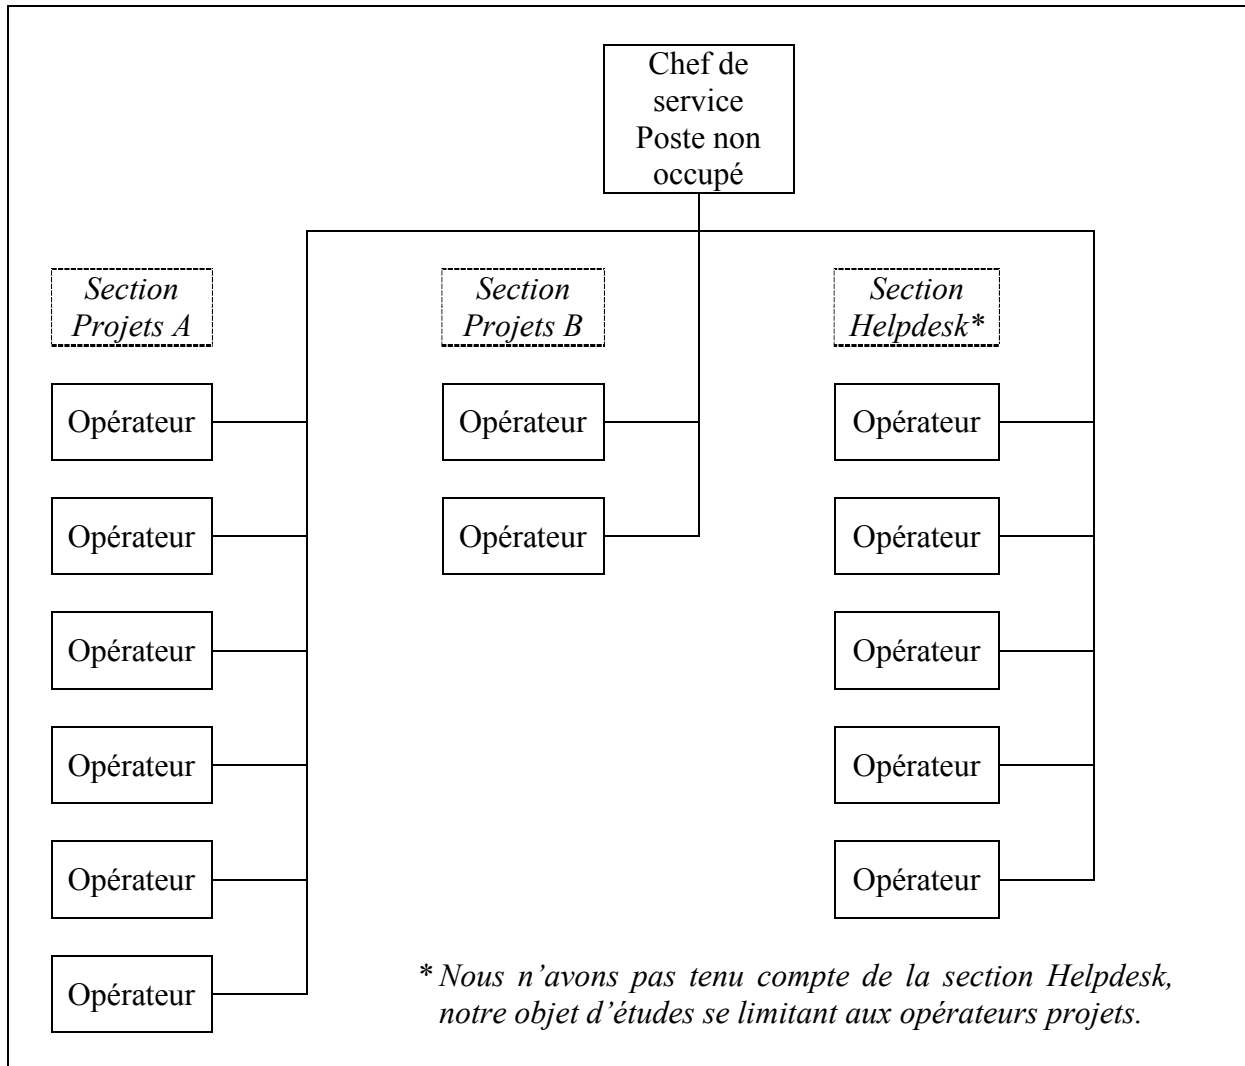 Chef de
service
Poste non
occupé
Section
Projets A
Section
Projets B
Section
Helpdesk*
Opérateur
Opérateur
Opérateur
Opérateur
Opérateur
Opérateur
Opérateur
Opérateur
Opérateur
Opérateur
Opérateur
Opérateur
Opérateur
* Nous n’avons pas tenu compte de la section Helpdesk,
notre objet d’études se limitant aux opérateurs projets.